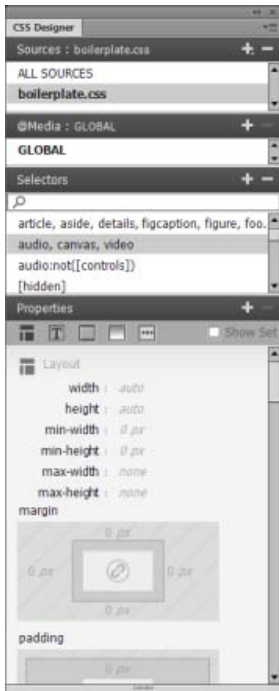 CSS Designer
Sources : boilerplate.css
ALL SOURCES
boilerplate.css
@Media : GLOBAL
GLOBAL
Selectors
article, aside, details, figcaption, figure, foo.
audio, canvas, video
audio:not([controls])
[hidden]
Properties
T
Show Set
Layout
width : auto
height : auto
min-width : 0 px
min-height : 0 px
max-width : none
max-height : none
margin
0 px
0 px 0 px
0 px
padding
0 px